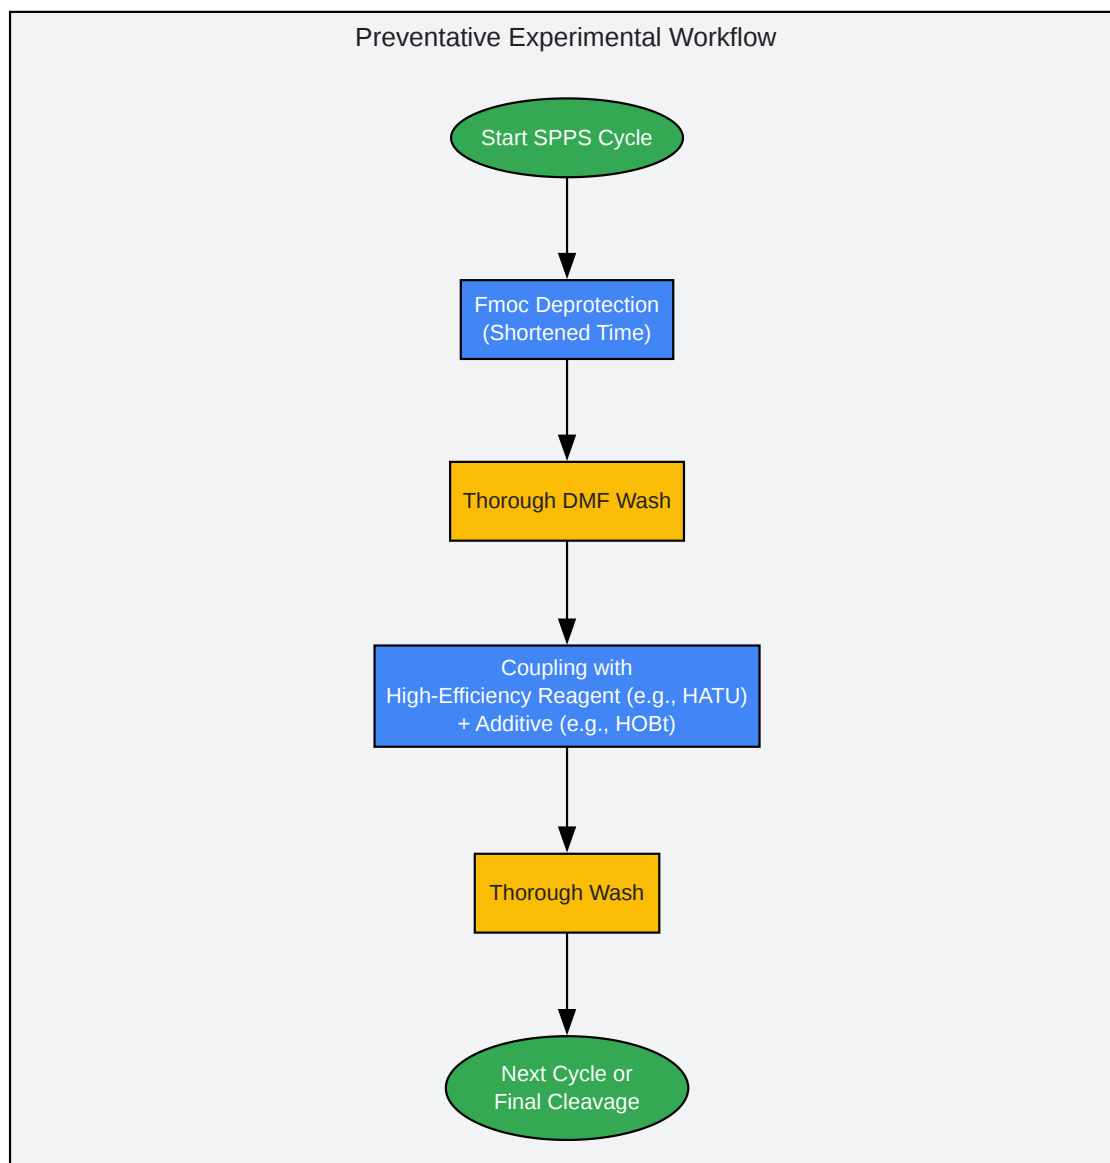 Preventative Experimental Workflow
Start SPPS Cycle
Fmoc Deprotection
(Shortened Time)
Thorough DMF Wash
Coupling with
High-Efficiency Reagent (e.g., HATU)
+ Additive (e.g., HOBt)
Thorough Wash
Next Cycle or
Final Cleavage